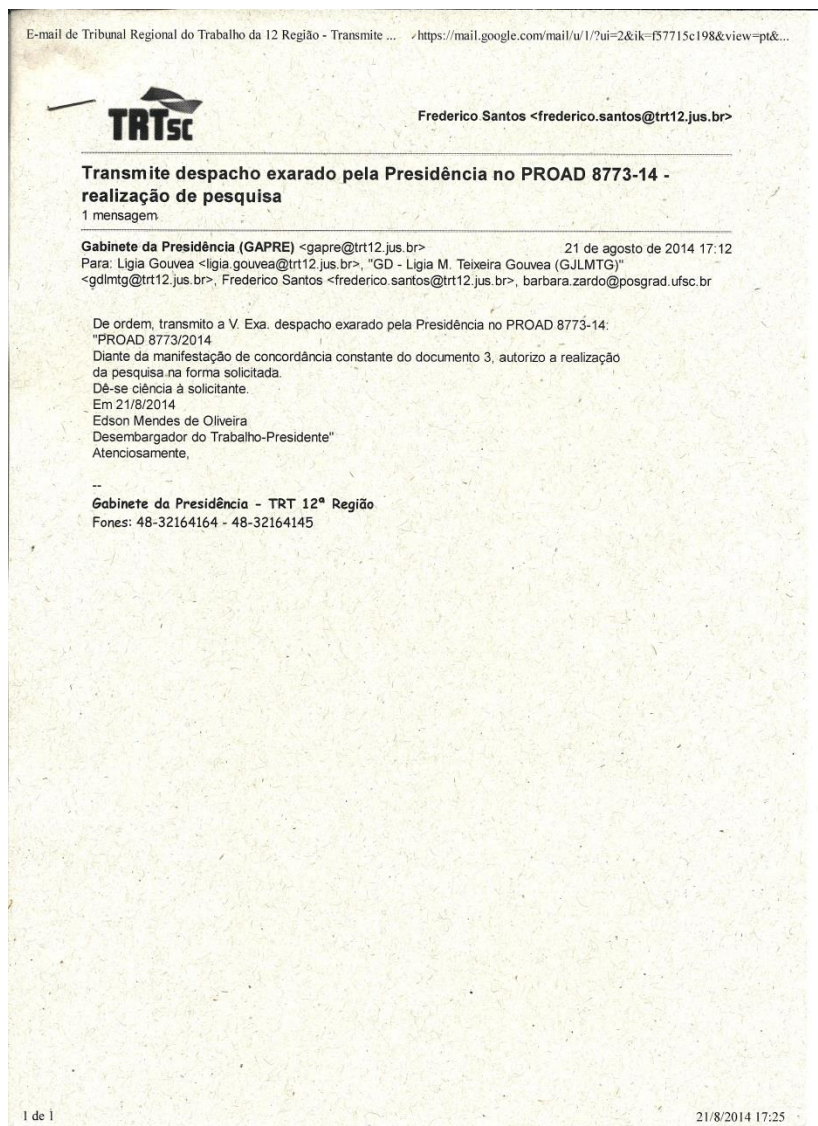 E-mail de Tribunal Regional do Trabalho da 12 Região - Transmite ... https://mail.google.com/mail/u/1/?ui=2&ik=f57715c198&view=pt&...
TRTSC
Frederico Santos <frederico.santos@trt12.jus.br>
Transmite despacho exarado pela Presidência no PROAD 8773-14 -
realização de pesquisa
1 mensagem
Gabinete da Presidência (GAPRE) <gapre@trt12.jus.br> 21 de agosto de 2014 17:12
Para: Ligia Gouvea <ligia.gouvea@trt12.jus.br>, "GD - Ligia M. Teixeira Gouvea (GJLMTG)"
<gdlmtg@trt12.jus.br>, Frederico Santos <frederico.santos@trt12.jus.br>, barbara.zardo@posgrad.ufsc.br
De ordem, transmito a V. Exa. despacho exarado pela Presidência no PROAD 8773-14:
"PROAD 8773/2014
Diante da manifestação de concordância constante do documento 3, autorizo a realização
da pesquisa na forma solicitada.
Dê-se ciência à solicitante.
Em 21/8/2014
Edson Mendes de Oliveira
Desembargador do Trabalho-Presidente"
Atenciosamente,
--
Gabinete da Presidência - TRT 12ª Região
Fones: 48-32164164 - 48-32164145
1 de 1 21/8/2014 17:25